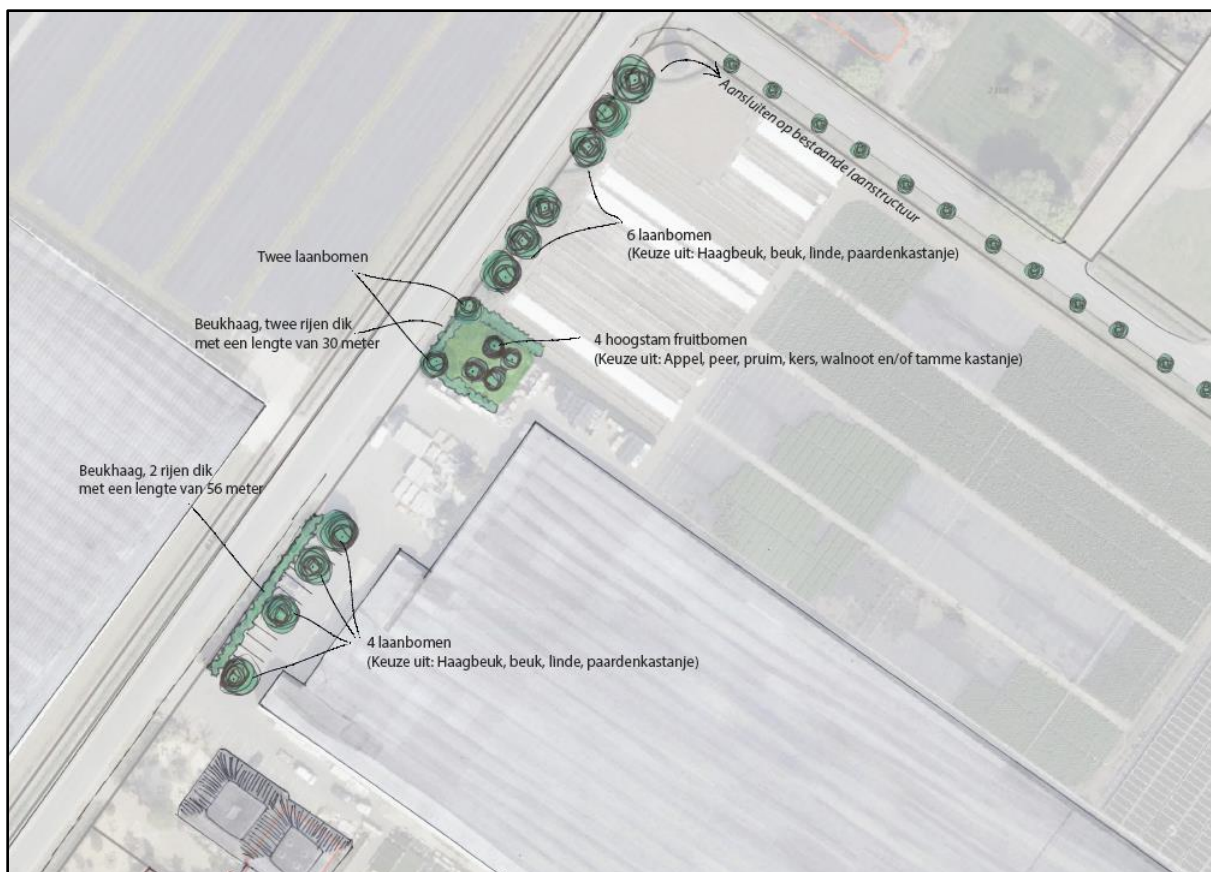 Aansluiten op bestaande laanstructuur
6 laanbomen
(Keuze uit: Haagbeuk, beuk, linde, paardenkastanje)
Twee laanbomen
Beukhaag, twee rijen dik
met een lengte van 30 meter
4 hoogstam fruitbomen
(Keuze uit: Appel, peer, pruim, kers, walnoot en/of tamme kastanje)
Beukhaag, 2 rijen dik
met een lengte van 56 meter
4 laanbomen
(Keuze uit: Haagbeuk, beuk, linde, paardenkastanje)